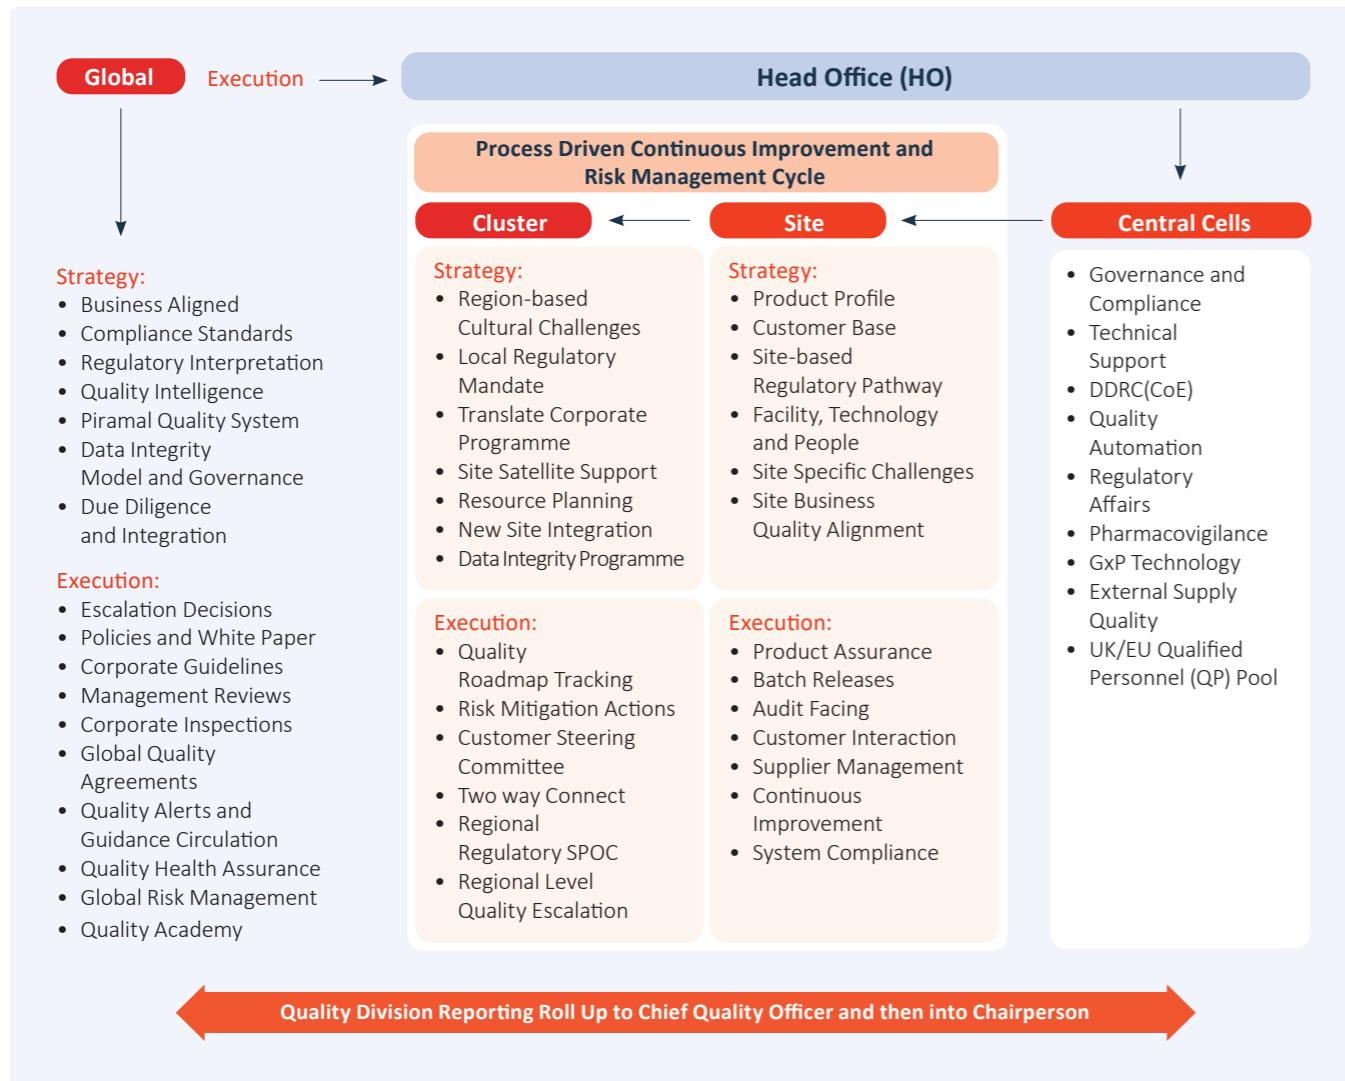 Global
Execution
Head Office (HO)
Process Driven Continuous Improvement and
Risk Management Cycle
Cluster
Site
Central Cells
Strategy:
• Business Aligned
• Compliance Standards
• Regulatory Interpretation
• Quality Intelligence
• Piramal Quality System
• Data Integrity
Model and Governance
• Due Diligence
and Integration
Execution:
• Escalation Decisions
• Policies and White Paper
• Corporate Guidelines
• Management Reviews
• Corporate Inspections
• Global Quality
Agreements
• Quality Alerts and
Guidance Circulation
• Quality Health Assurance
• Global Risk Management
• Quality Academy
Strategy:
• Region-based
Cultural Challenges
• Local Regulatory
Mandate
• Translate Corporate
Programme
• Site Satellite Support
• Resource Planning
• New Site Integration
• Data Integrity Programme
Execution:
• Quality
Roadmap Tracking
• Risk Mitigation Actions
• Customer Steering
Committee
• Two way Connect
• Regional
Regulatory SPOC
• Regional Level
Quality Escalation
Strategy:
• Product Profile
• Customer Base
• Site-based
Regulatory Pathway
• Facility, Technology
and People
• Site Specific Challenges
• Site Business
Quality Alignment
Execution:
• Product Assurance
• Batch Releases
• Audit Facing
• Customer Interaction
• Supplier Management
• Continuous
Improvement
• System Compliance
• Governance and
Compliance
• Technical
Support
• DDRC(CoE)
• Quality
Automation
• Regulatory
Affairs
• Pharmacovigilance
• GxP Technology
• External Supply
Quality
• UK/EU Qualified
Personnel (QP) Pool
Quality Division Reporting Roll Up to Chief Quality Officer and then into Chairperson